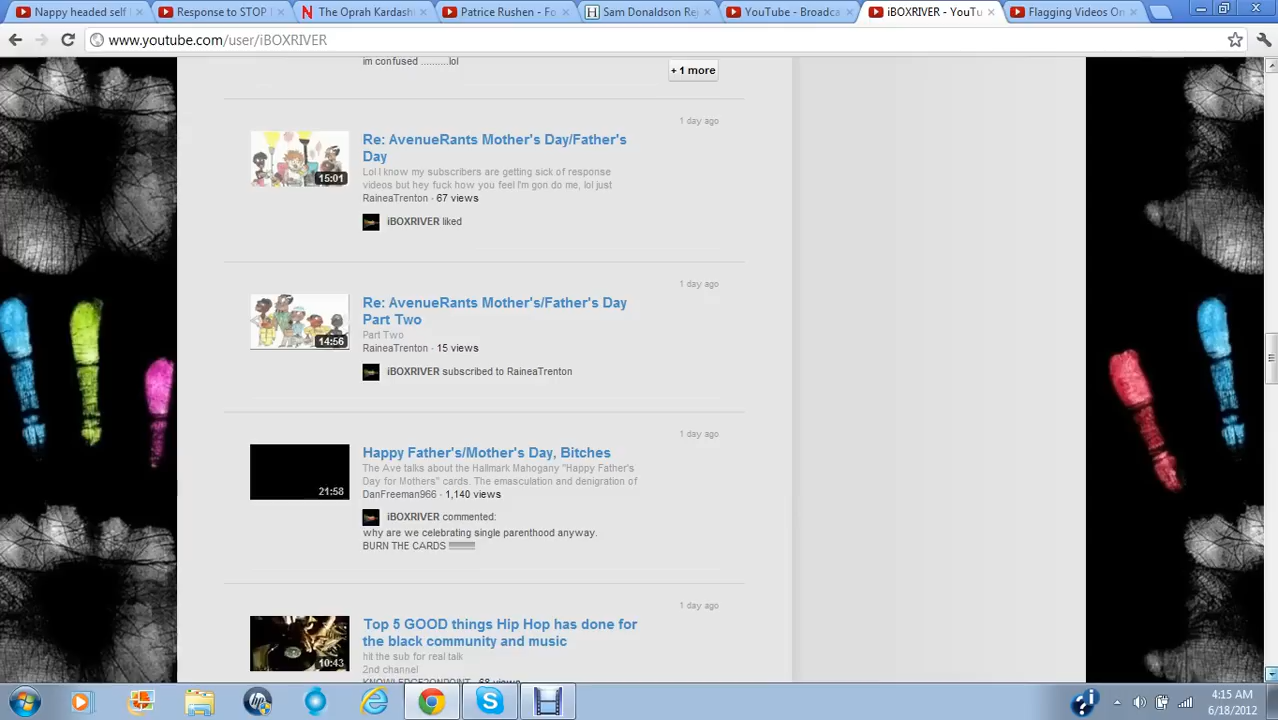 Nappy headed self
Response to STOP
The Oprah Kardash
Patrice Rushen - Fo
Sam Donaldson Rej
YouTube - Broadca
iBOXRIVER - YouTu
Flagging Videos On
www.youtube.com/user/iBOXRIVER
im confused ..........lol
+ 1 more
1 day ago
Re: AvenueRants Mother's Day/Father's
Day
Lol I know my subscribers are getting sick of response
videos but hey fuck how you feel I'm gon do me, lol just
RaineaTrenton · 67 views
15:01
iBOXRIVER liked
1 day ago
Re: AvenueRants Mother's/Father's Day
Part Two
Part Two
RaineaTrenton · 15 views
14:56
iBOXRIVER subscribed to RaineaTrenton
1 day ago
Happy Father's/Mother's Day, Bitches
The Ave talks about the Hallmark Mahogany "Happy Father's
Day for Mothers" cards. The emasculation and denigration of
DanFreeman966 · 1,140 views
21:58
iBOXRIVER commented:
why are we celebrating single parenthood anyway.
BURN THE CARDS
1 day ago
Top 5 GOOD things Hip Hop has done for
the black community and music
hit the sub for real talk
2nd channel
10:43
KNOWLEDGE2ONPOINT · 68 views
4:15 AM
6/18/2012